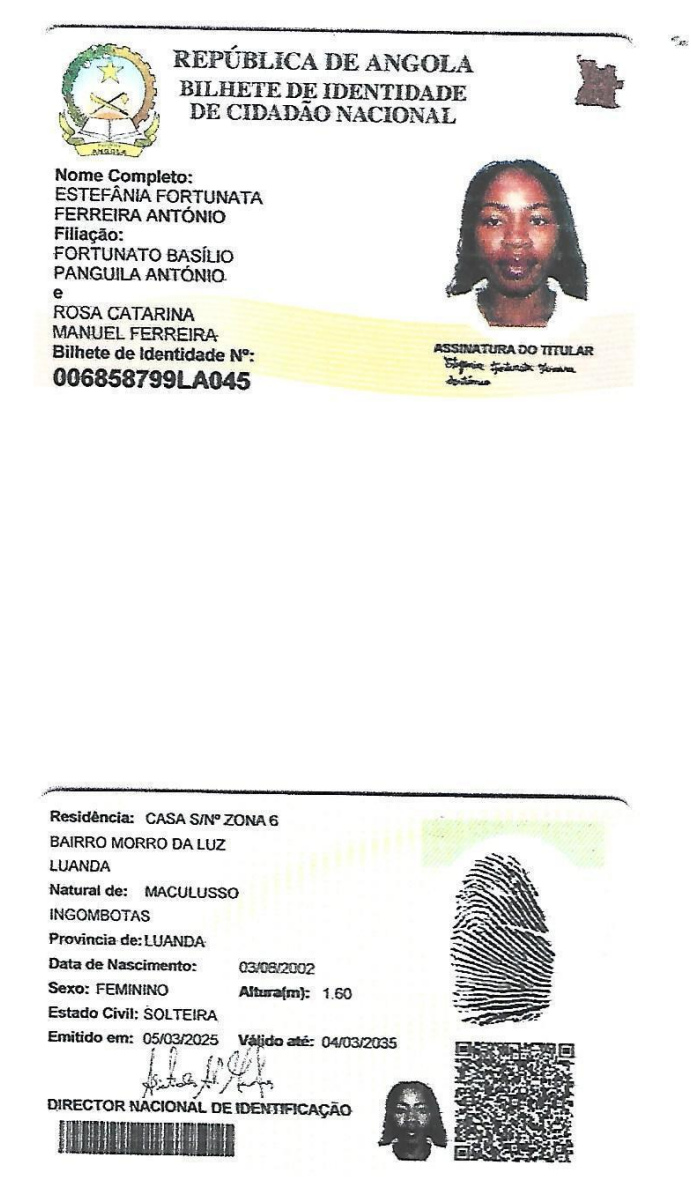 REPÚBLICA DE ANGOLA
BILHETE DE IDENTIDADE
DE CIDADÃO NACIONAL
ANGOLA
Nome Completo:
ESTEFÂNIA FORTUNATA
FERREIRA ANTÓNIO
Filiação:
FORTUNATO BASÍLIO
PANGUILA ANTÓNIO
e
ROSA CATARINA
MANUEL FERREIRA
Bilhete de Identidade Nº:
006858799LA045
ASSINATURA DO TITULAR
Estefânia Fortunata Ferreira
António
Residência: CASA S/Nº ZONA 6
BAIRRO MORRO DA LUZ
LUANDA
Natural de: MACULUSSO
INGOMBOTAS
Provincia de: LUANDA
Data de Nascimento: 03/08/2002
Sexo: FEMININO Altura(m): 1.60
Estado Civil: SOLTEIRA
Emitido em: 05/03/2025 Válido até: 04/03/2035
DIRECTOR NACIONAL DE IDENTIFICAÇÃO